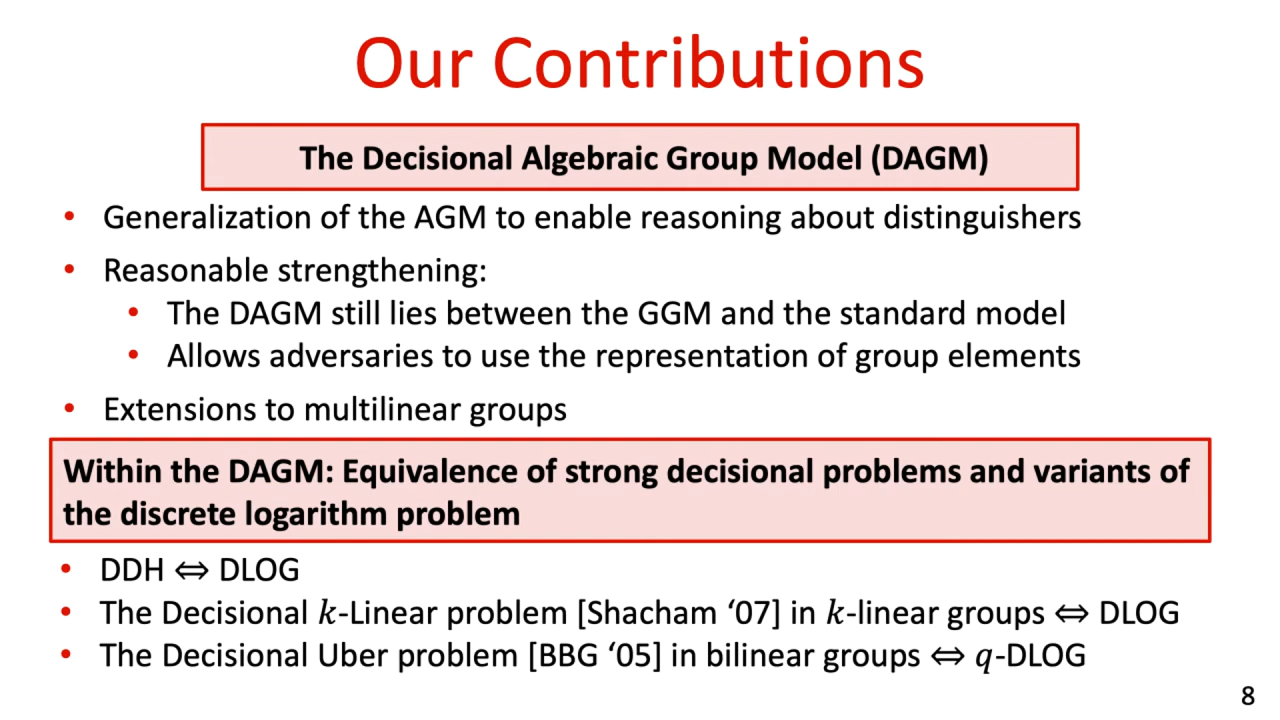 Our Contributions
The Decisional Algebraic Group Model (DAGM)
• Generalization of the AGM to enable reasoning about distinguishers
• Reasonable strengthening:
• The DAGM still lies between the GGM and the standard model
• Allows adversaries to use the representation of group elements
• Extensions to multilinear groups
Within the DAGM: Equivalence of strong decisional problems and variants of
the discrete logarithm problem
• DDH ⇔ DLOG
• The Decisional 𝑘-Linear problem [Shacham ‘07] in 𝑘-linear groups ⇔ DLOG
• The Decisional Uber problem [BBG ‘05] in bilinear groups ⇔ 𝑞-DLOG
8